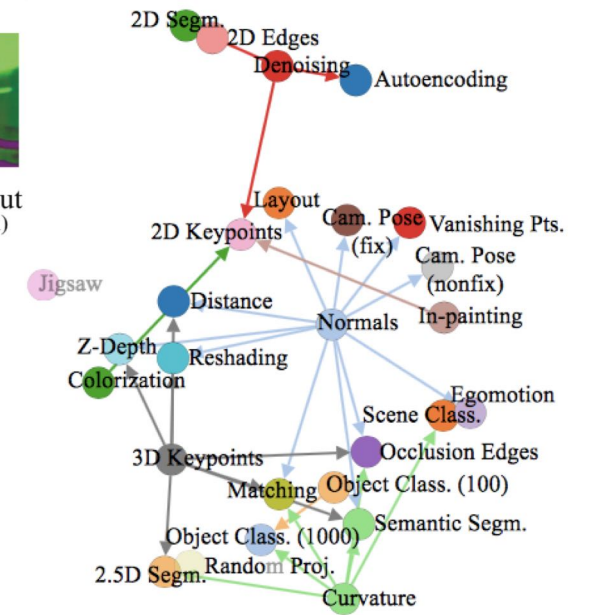 2D Segm.
2D Edges
Denoising
Autoencoding
ut
)
Layout
Cam. Pose
(fix)
Vanishing Pts.
2D Keypoints
Cam. Pose
(nonfix)
Jigsaw
Distance
Normals
In-painting
Z-Depth
Reshading
Colorization
Egomotion
Scene Class.
3D Keypoints
Occlusion Edges
Matching
Object Class. (100)
Semantic Segm.
Object Class. (1000)
2.5D Segm.
Random Proj.
Curvature